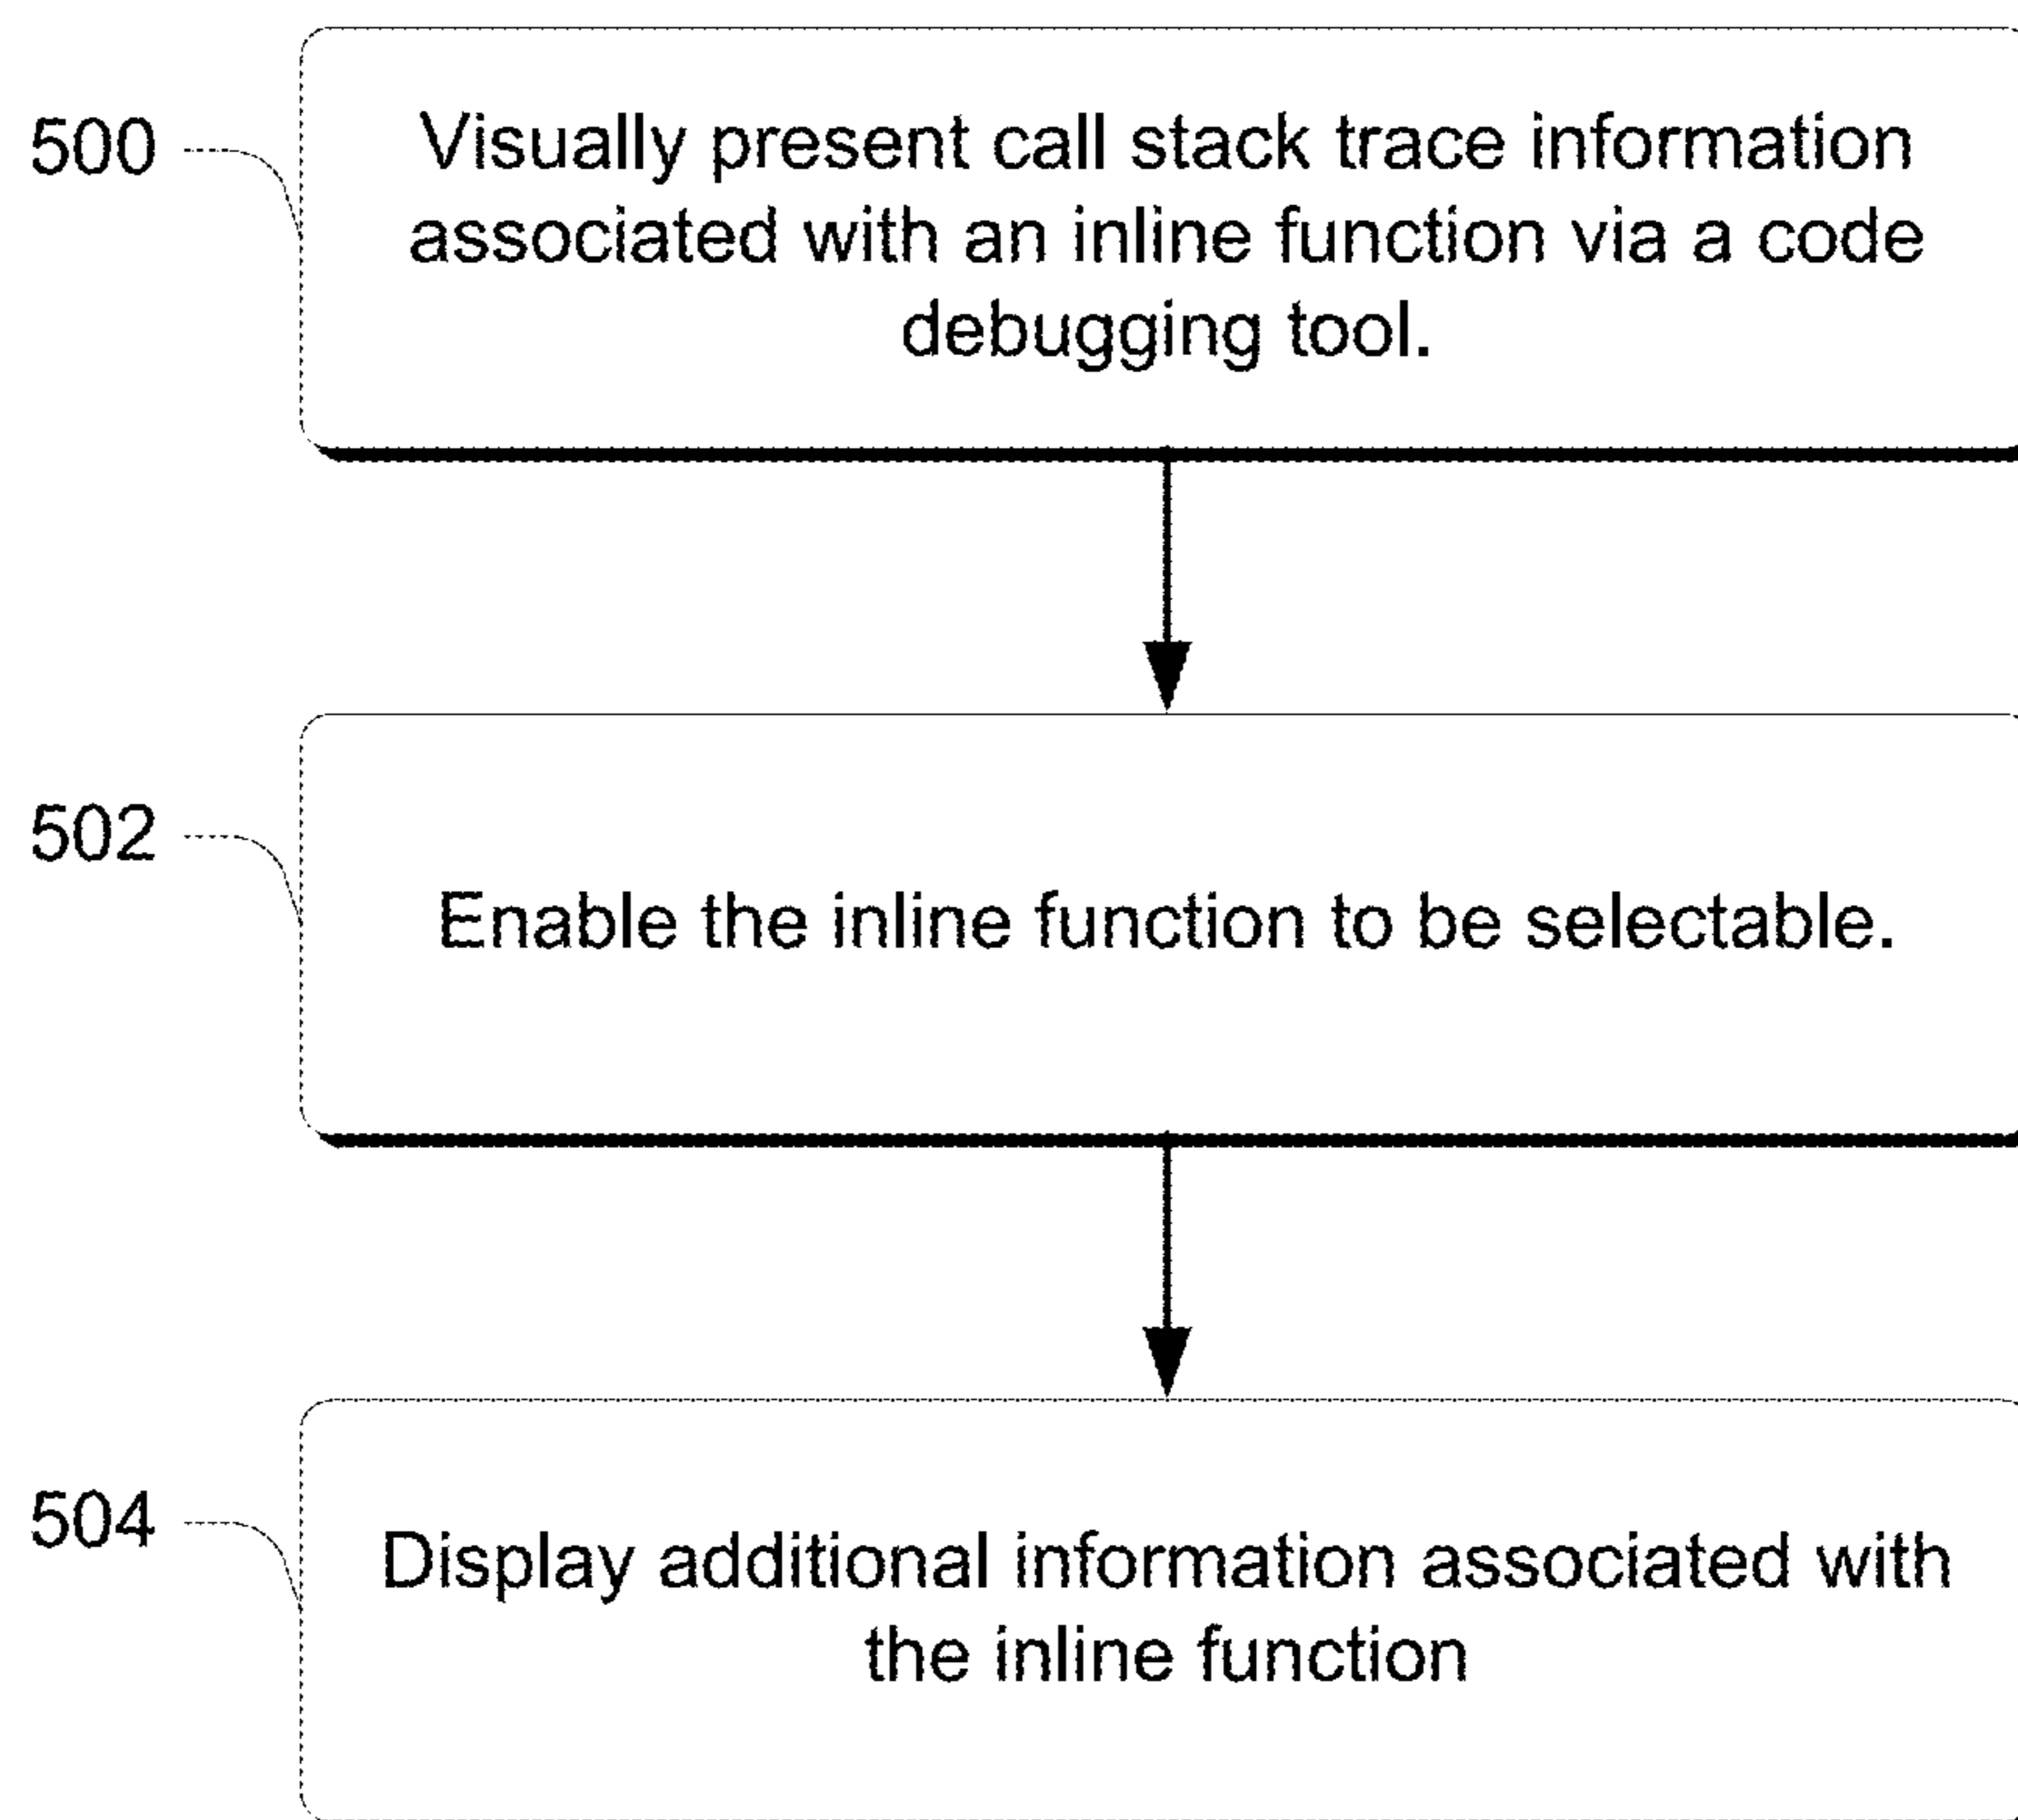 500
Visually present call stack trace information
associated with an inline function via a code
debugging tool.
502
Enable the inline function to be selectable.
504
Display additional information associated with
the inline function